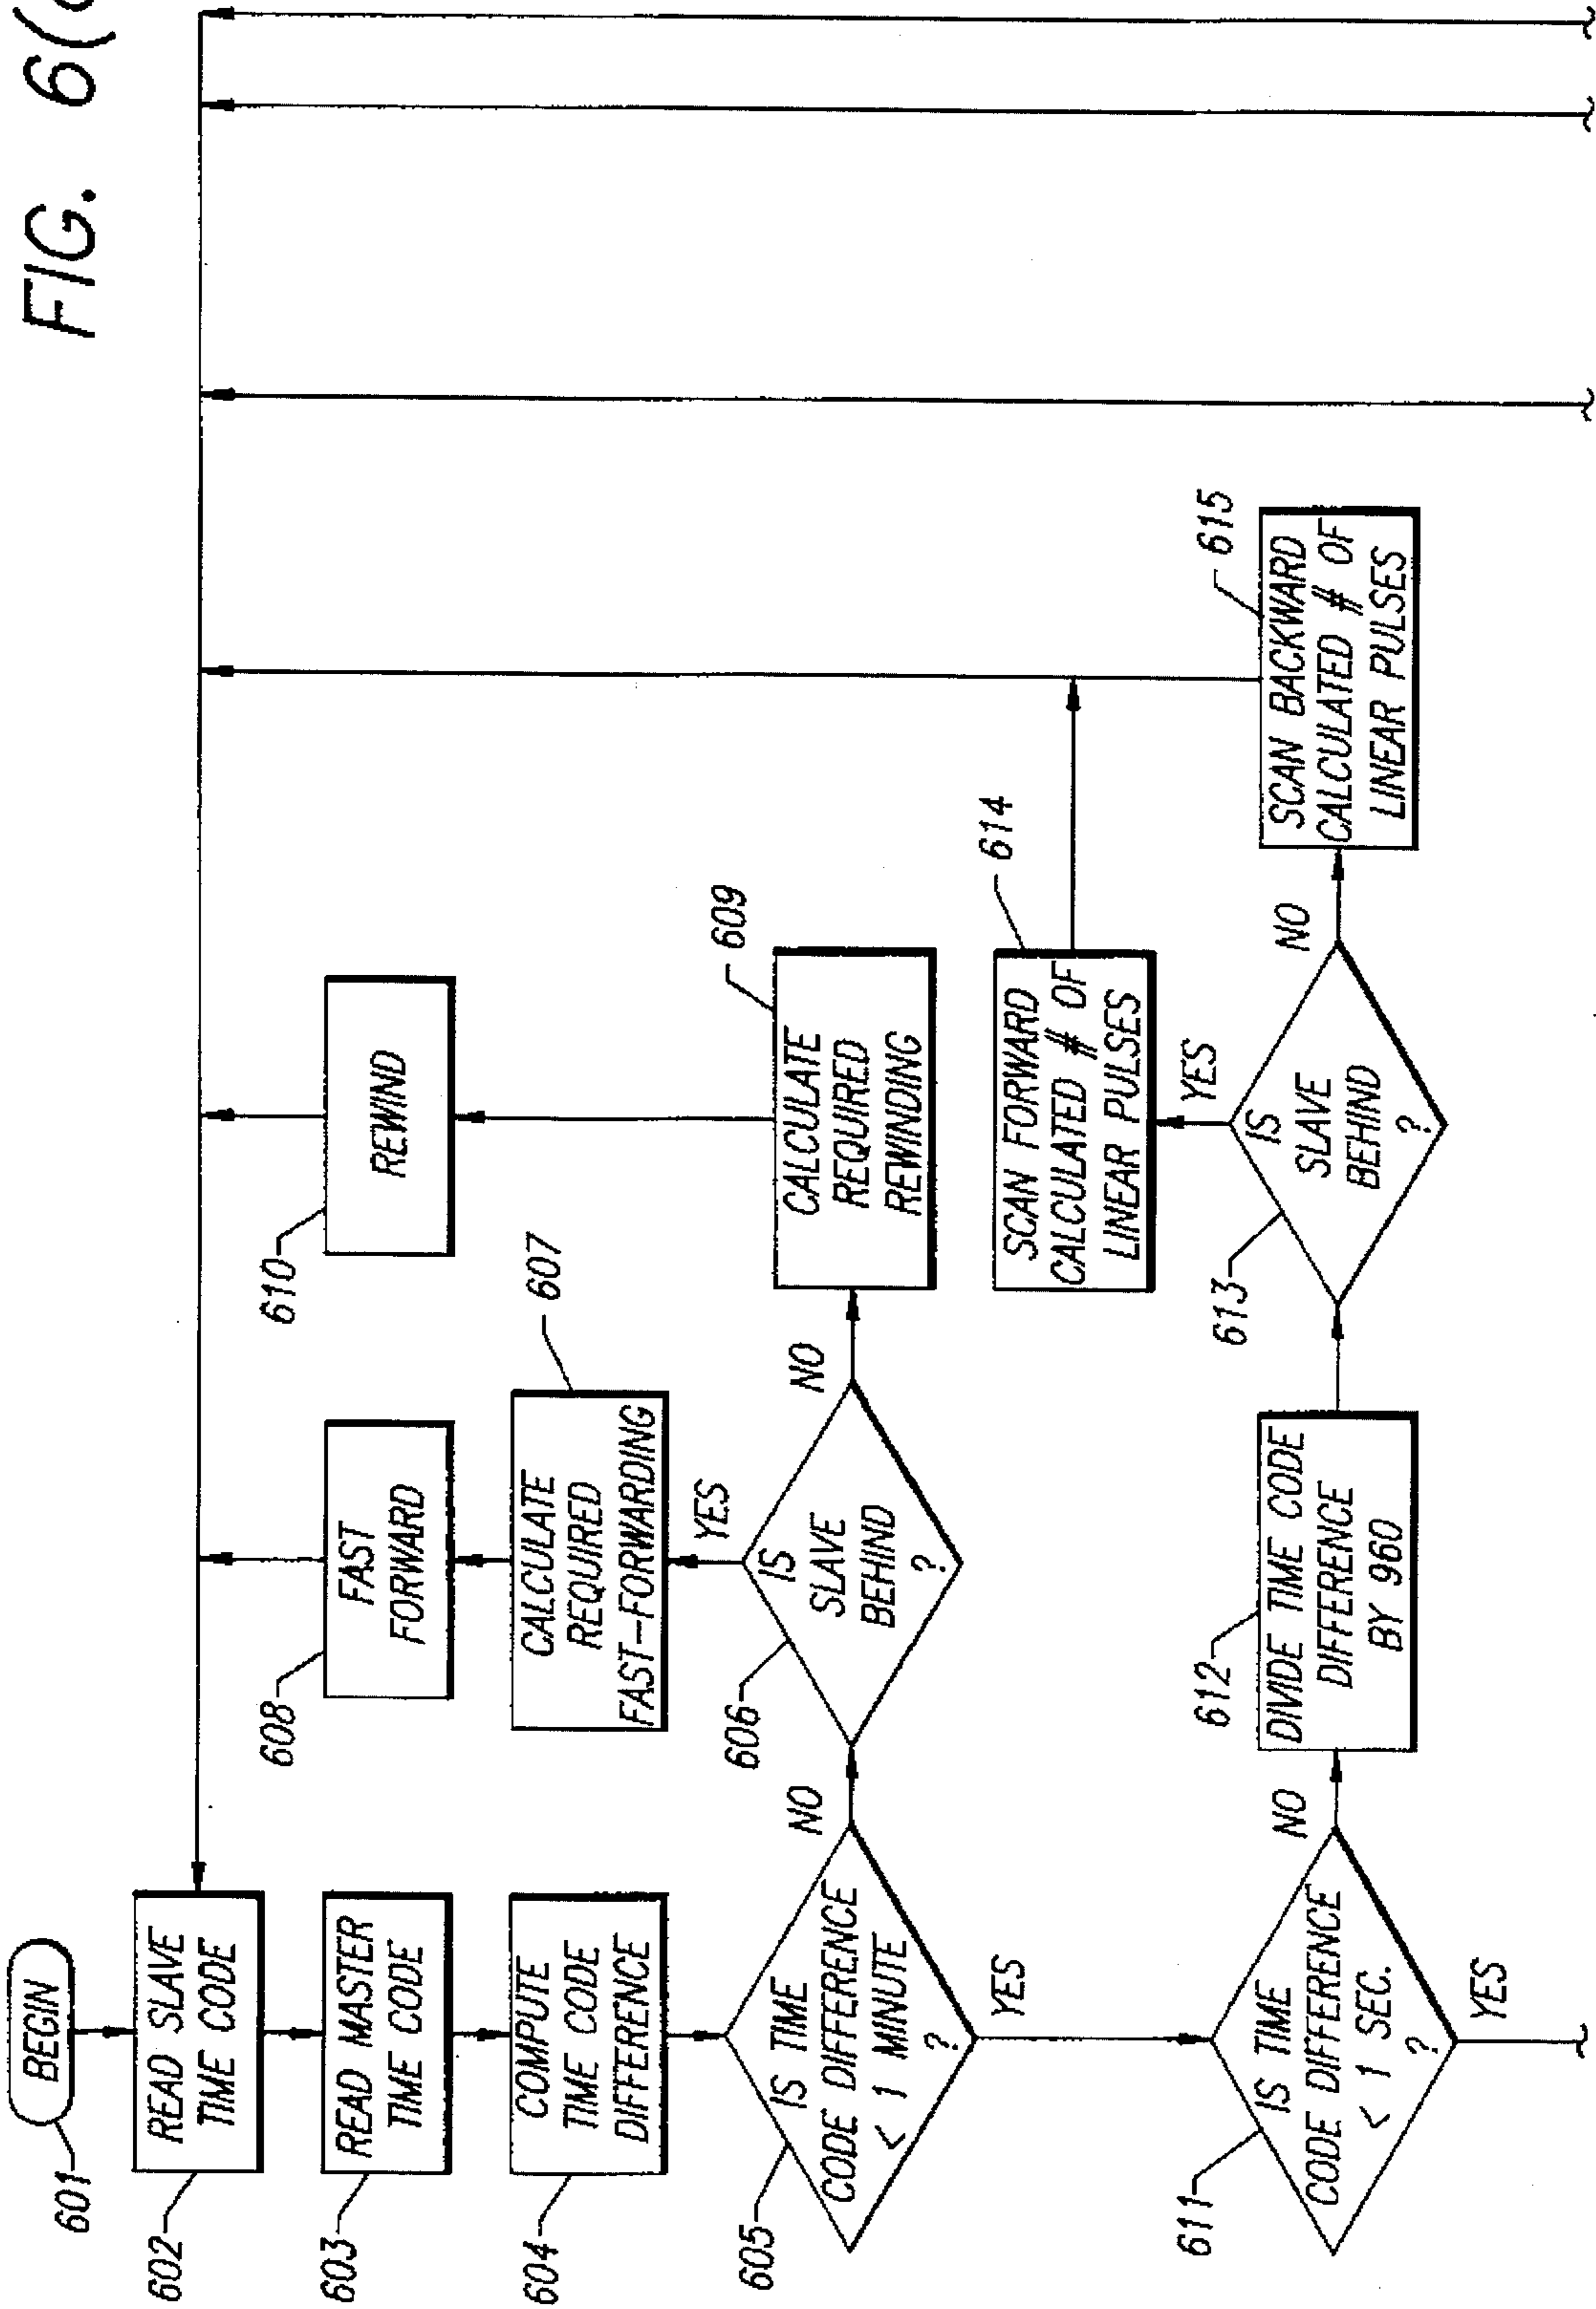 FIG. 6(
601
BEGIN
602
READ SLAVE
TIME CODE
603
READ MASTER
TIME CODE
604
COMPUTE
TIME CODE
DIFFERENCE
605
IS TIME
CODE DIFFERENCE
< 1 MINUTE
?
NO
YES
606
IS
SLAVE
BEHIND
?
YES
NO
607
CALCULATE
REQUIRED
FAST-FORWARDING
608
FAST
FORWARD
609
CALCULATE
REQUIRED
REWINDING
610
REWIND
611
IS TIME
CODE DIFFERENCE
< 1 SEC.
?
NO
YES
612
DIVIDE TIME CODE
DIFFERENCE
BY 960
613
IS
SLAVE
BEHIND
?
YES
NO
614
SCAN FORWARD
CALCULATED # OF
LINEAR PULSES
615
SCAN BACKWARD
CALCULATED # OF
LINEAR PULSES